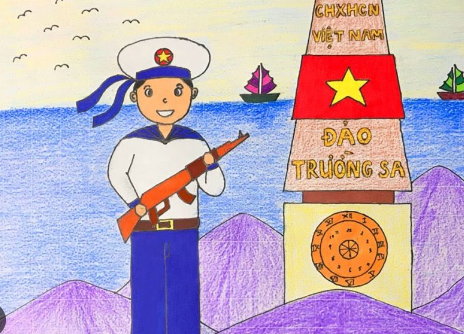 CHXHCN
VIỆT NAM
ĐẢO
TRƯỜNG SA